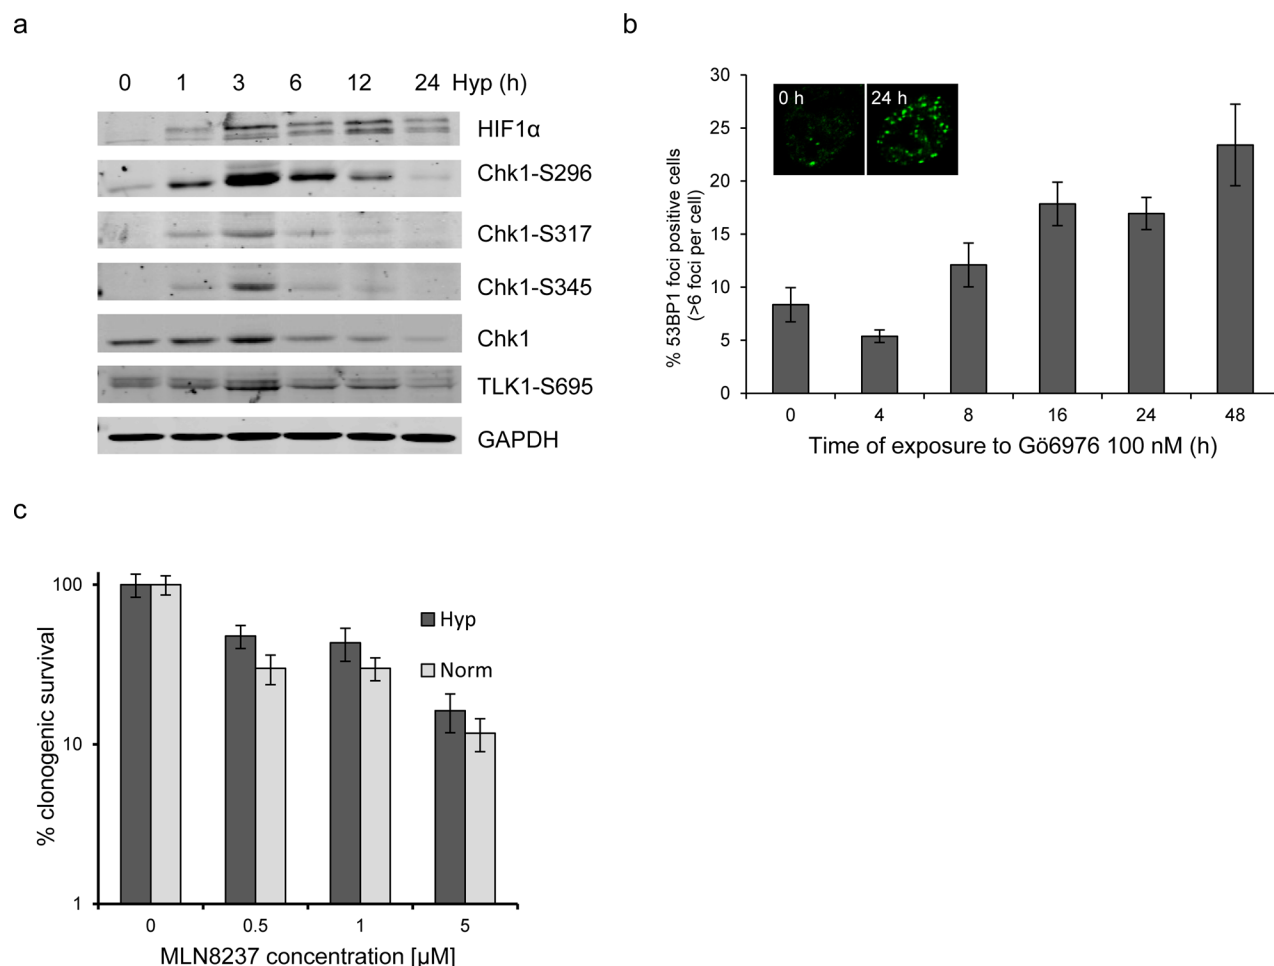 a
0 1 3 6 12 24 Hyp (h)
HIF1α
Chk1-S296
Chk1-S317
Chk1-S345
Chk1
TLK1-S695
GAPDH
b
% 53BP1 foci positive cells
(>6 foci per cell)
30
25
20
15
10
5
0
0 h
24 h
0 4 8 16 24 48
Time of exposure to Gö6976 100 nM (h)
c
% clonogenic survival
100
10
1
Hyp
Norm
0 0.5 1 5
MLN8237 concentration [µM]